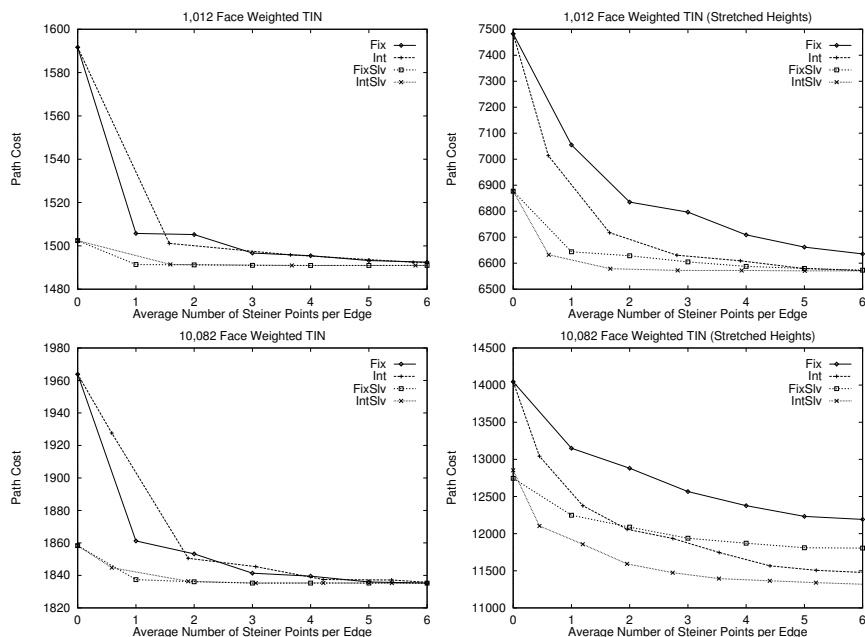 1,012 Face Weighted TIN
Path Cost
1600
1580
1560
1540
1520
1500
1480
0 1 2 3 4 5 6
Average Number of Steiner Points per Edge
Fix
Int
FixSlv
IntSlv
1,012 Face Weighted TIN (Stretched Heights)
Path Cost
7500
7400
7300
7200
7100
7000
6900
6800
6700
6600
6500
0 1 2 3 4 5 6
Average Number of Steiner Points per Edge
Fix
Int
FixSlv
IntSlv
10,082 Face Weighted TIN
Path Cost
1980
1960
1940
1920
1900
1880
1860
1840
1820
0 1 2 3 4 5 6
Average Number of Steiner Points per Edge
Fix
Int
FixSlv
IntSlv
10,082 Face Weighted TIN (Stretched Heights)
Path Cost
14500
14000
13500
13000
12500
12000
11500
11000
0 1 2 3 4 5 6
Average Number of Steiner Points per Edge
Fix
Int
FixSlv
IntSlv